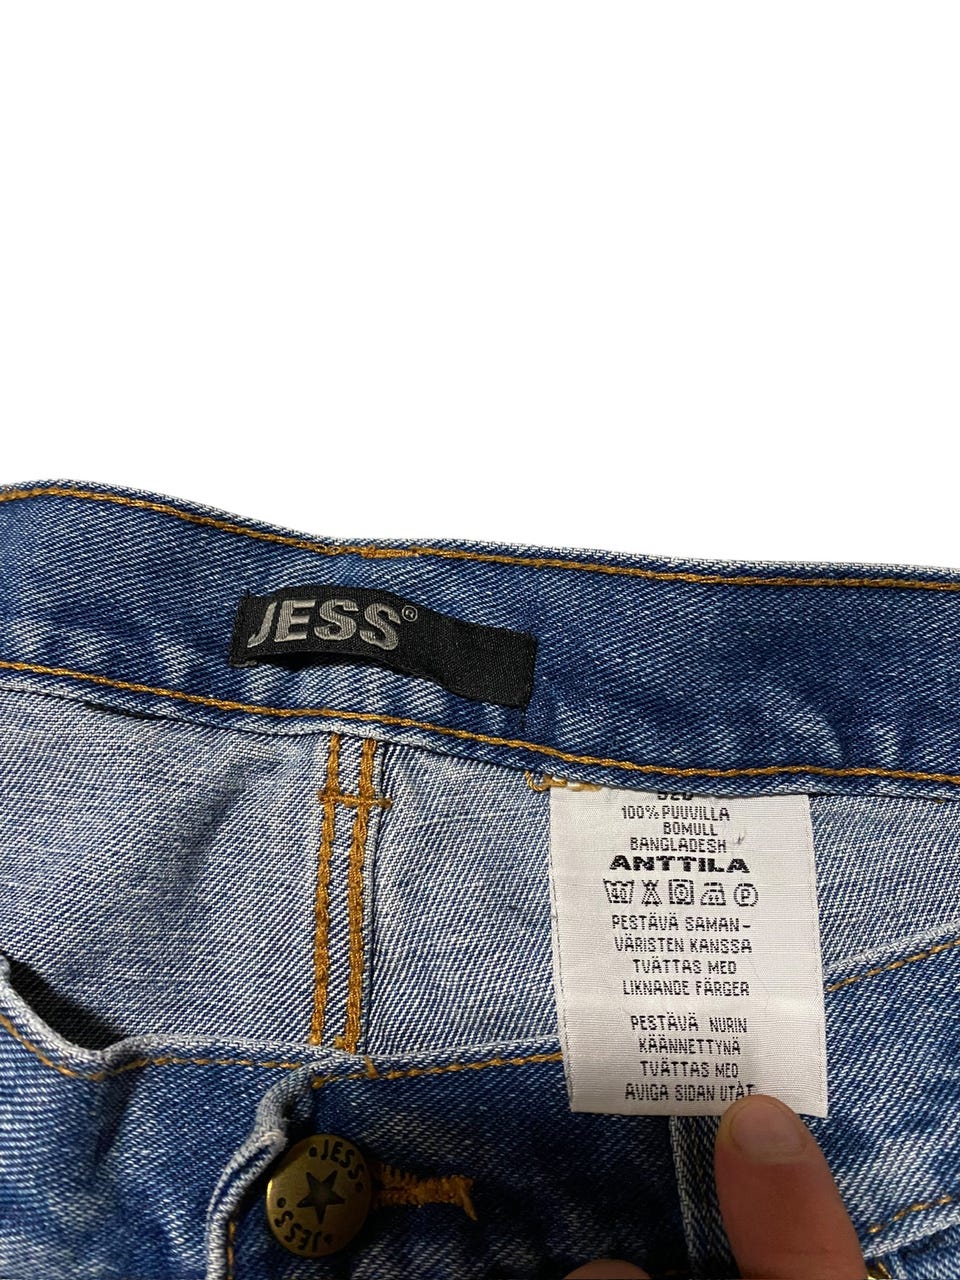 JESS®
100% PUUVILLA
BOMULL
BANGLADESH
ANTTILA
PESTÄVÄ SAMAN-
VÄRISTEN KANSSA
TVÄTTAS MED
LIKNANDE FÄRGER
PESTÄVÄ NURIN
KÄÄNNETTYNÄ
TVÄTTAS MED
AVIGA SIDAN UTÅT
JESS
JESS